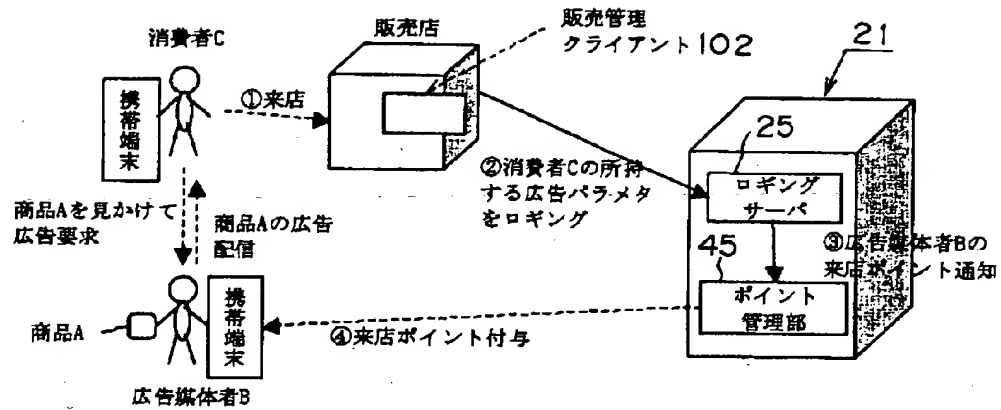 消費者C
販売店
販売管理
クライアント102
21
携帯端末
①来店
25
②消費者Cの所持
する広告パラメタ
をロギング
ロギング
サーバ
商品Aを見かけて
広告要求
商品Aの広告
配信
③広告媒体者Bの
来店ポイント通知
45
ポイント
管理部
商品A
携帯端末
④来店ポイント付与
広告媒体者B